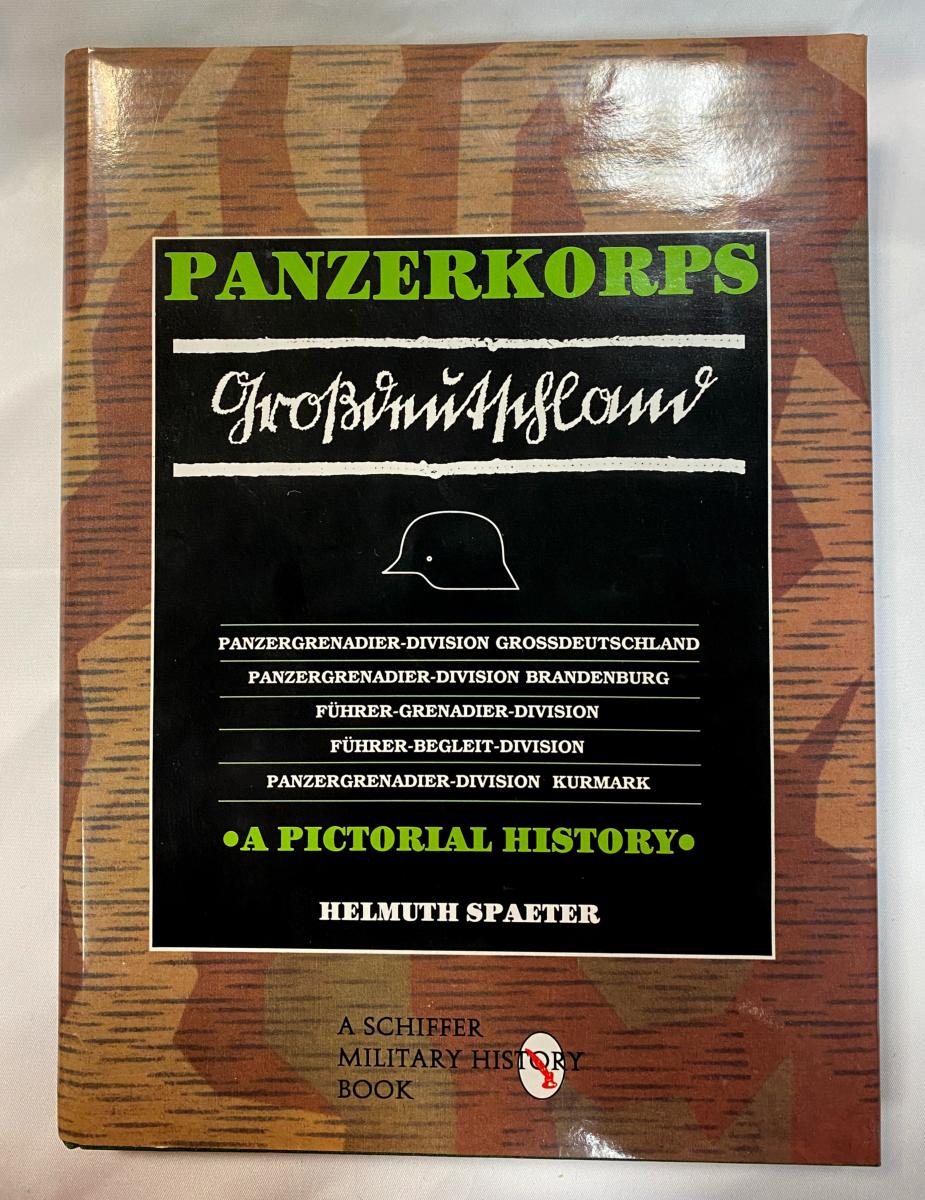 PANZERKORPS
Großdeutschland
PANZERGRENADIER-DIVISION GROSSDEUTSCHLAND
PANZERGRENADIER-DIVISION BRANDENBURG
FÜHRER-GRENADIER-DIVISION
FÜHRER-BEGLEIT-DIVISION
PANZERGRENADIER-DIVISION KURMARK
•A PICTORIAL HISTORY•
HELMUTH SPAETER
A SCHIFFER
MILITARY HISTORY
BOOK